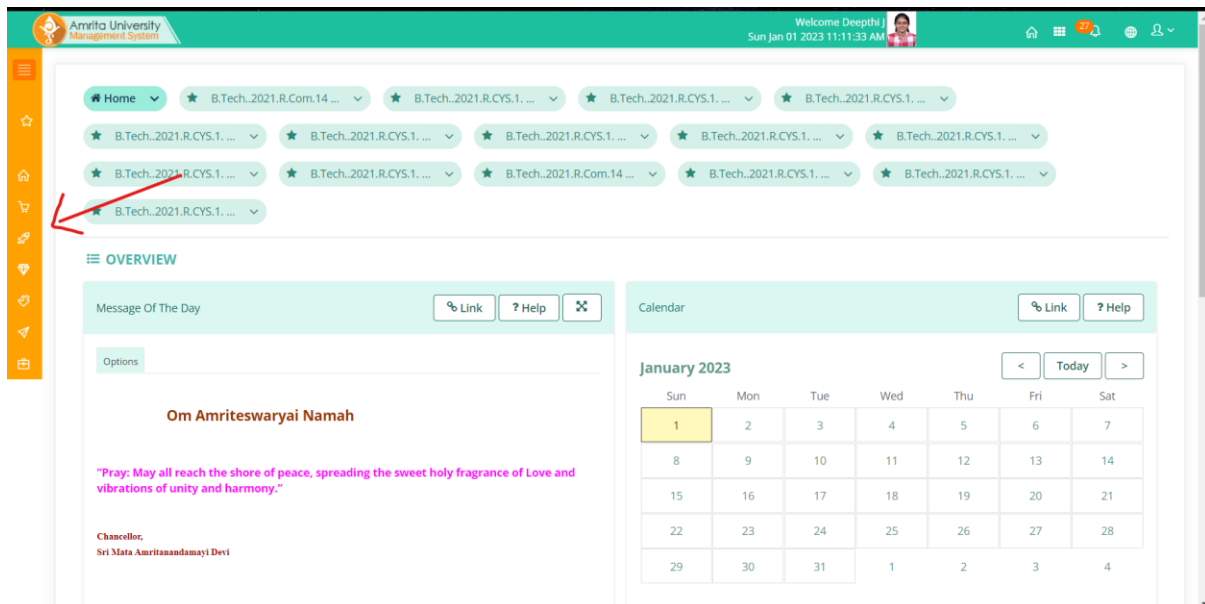 Amrita University
Management System
Welcome Deepthi J
Sun Jan 01 2023 11:11:33 AM
27
Home
B.Tech..2021.R.Com.14 ...
B.Tech..2021.R.CYS.1. ...
B.Tech..2021.R.CYS.1. ...
B.Tech..2021.R.CYS.1. ...
B.Tech..2021.R.CYS.1. ...
B.Tech..2021.R.CYS.1. ...
B.Tech..2021.R.CYS.1. ...
B.Tech..2021.R.CYS.1. ...
B.Tech..2021.R.CYS.1. ...
B.Tech..2021.R.CYS.1. ...
B.Tech..2021.R.CYS.1. ...
B.Tech..2021.R.Com.14 ...
B.Tech..2021.R.CYS.1. ...
B.Tech..2021.R.CYS.1. ...
B.Tech..2021.R.CYS.1. ...
OVERVIEW
Message Of The Day
Link
? Help
Options
Om Amriteswaryai Namah
"Pray: May all reach the shore of peace, spreading the sweet holy fragrance of Love and
vibrations of unity and harmony."
Chancellor,
Sri Mata Amritanandamayi Devi
Calendar
Link
? Help
January 2023
< Today >
Sun Mon Tue Wed Thu Fri Sat
1 2 3 4 5 6 7
8 9 10 11 12 13 14
15 16 17 18 19 20 21
22 23 24 25 26 27 28
29 30 31 1 2 3 4